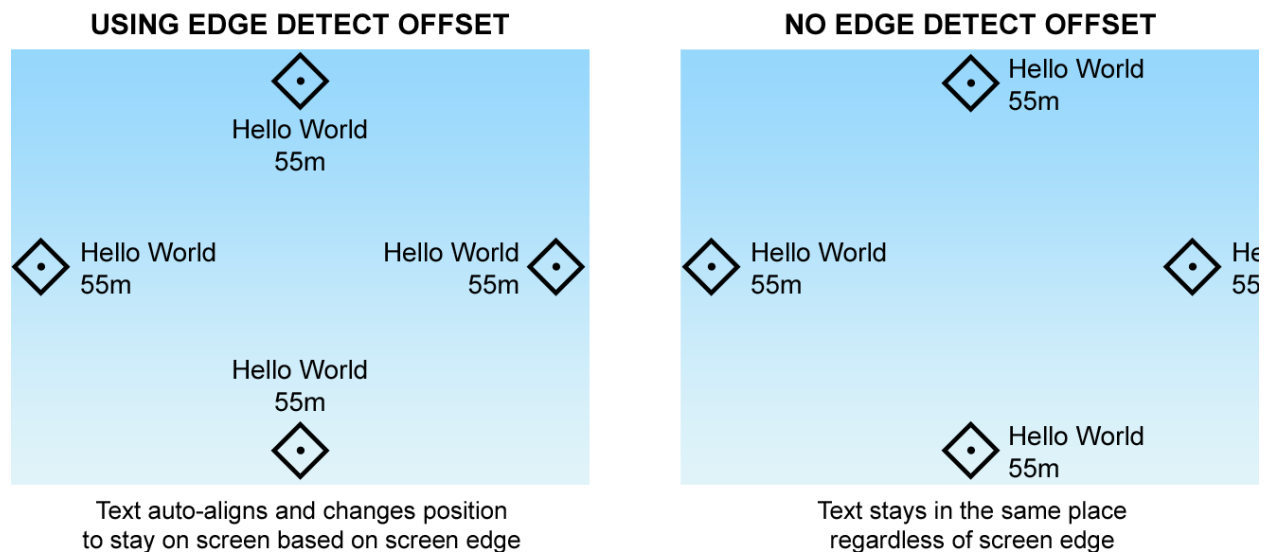 USING EDGE DETECT OFFSET
Hello World
55m
Hello World
55m
Hello World
55m
Hello World
55m
Text auto-aligns and changes position
to stay on screen based on screen edge
NO EDGE DETECT OFFSET
Hello World
55m
Hello World
55m
He
55
Hello World
55m
Text stays in the same place
regardless of screen edge